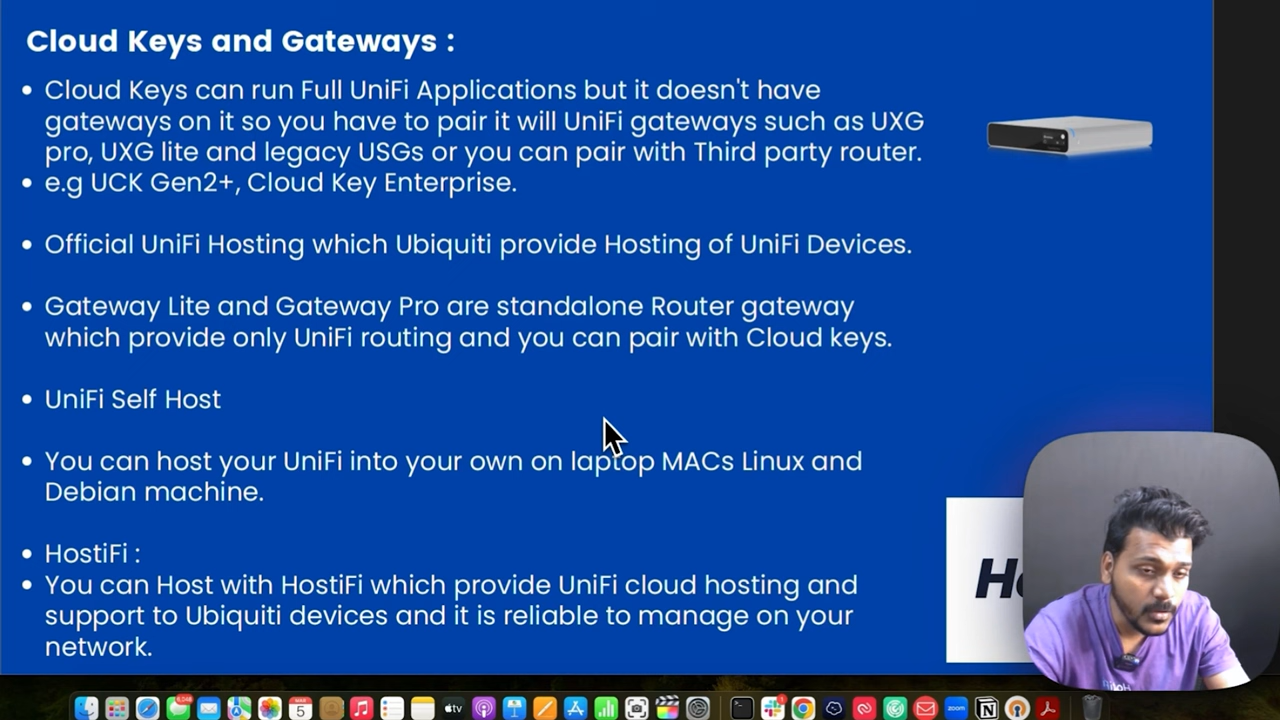 Cloud Keys and Gateways :
• Cloud Keys can run Full UniFi Applications but it doesn't have
gateways on it so you have to pair it will UniFi gateways such as UXG
pro, UXG lite and legacy USGs or you can pair with Third party router.
• e.g UCK Gen2+, Cloud Key Enterprise.
• Official UniFi Hosting which Ubiquiti provide Hosting of UniFi Devices.
• Gateway Lite and Gateway Pro are standalone Router gateway
which provide only UniFi routing and you can pair with Cloud keys.
• UniFi Self Host
• You can host your UniFi into your own on laptop MACs Linux and
Debian machine.
• HostiFi :
• You can Host with HostiFi which provide UniFi cloud hosting and
support to Ubiquiti devices and it is reliable to manage on your
network.
MAR
5
tv
zoom